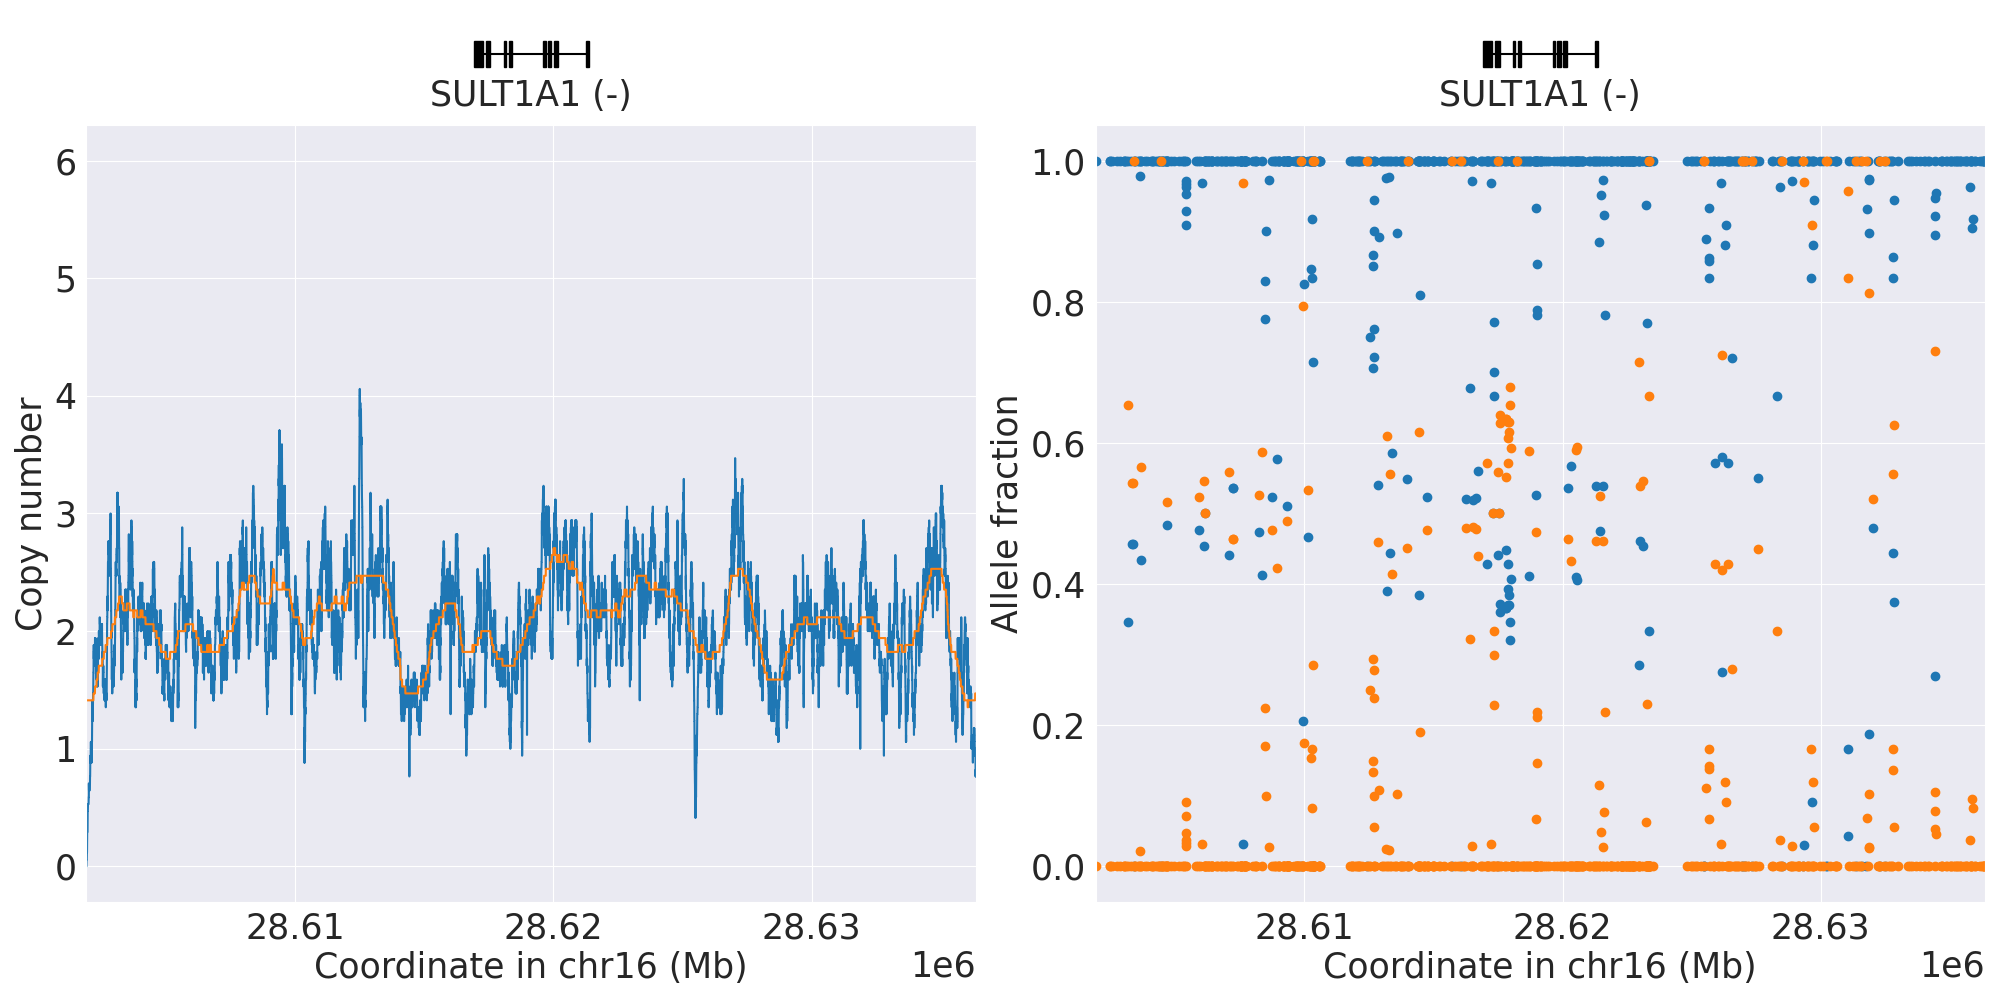 SULT1A1 (-)
Copy number
6
5
4
3
2
1
0
28.61
28.62
28.63
Coordinate in chr16 (Mb)
1e6
SULT1A1 (-)
Allele fraction
1.0
0.8
0.6
0.4
0.2
0.0
28.61
28.62
28.63
Coordinate in chr16 (Mb)
1e6